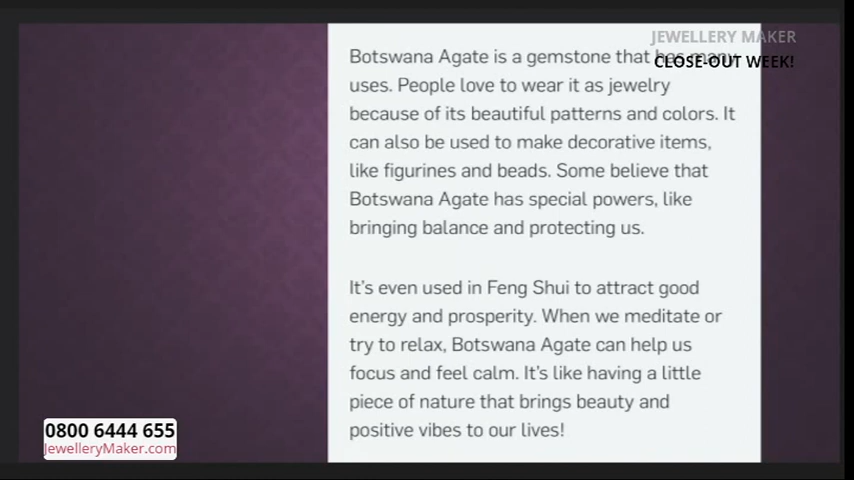 JEWELLERY MAKER
CLOSE-OUT WEEK!
Botswana Agate is a gemstone that has many
uses. People love to wear it as jewelry
because of its beautiful patterns and colors. It
can also be used to make decorative items,
like figurines and beads. Some believe that
Botswana Agate has special powers, like
bringing balance and protecting us.
It's even used in Feng Shui to attract good
energy and prosperity. When we meditate or
try to relax, Botswana Agate can help us
focus and feel calm. It's like having a little
piece of nature that brings beauty and
positive vibes to our lives!
0800 6444 655
JewelleryMaker.com